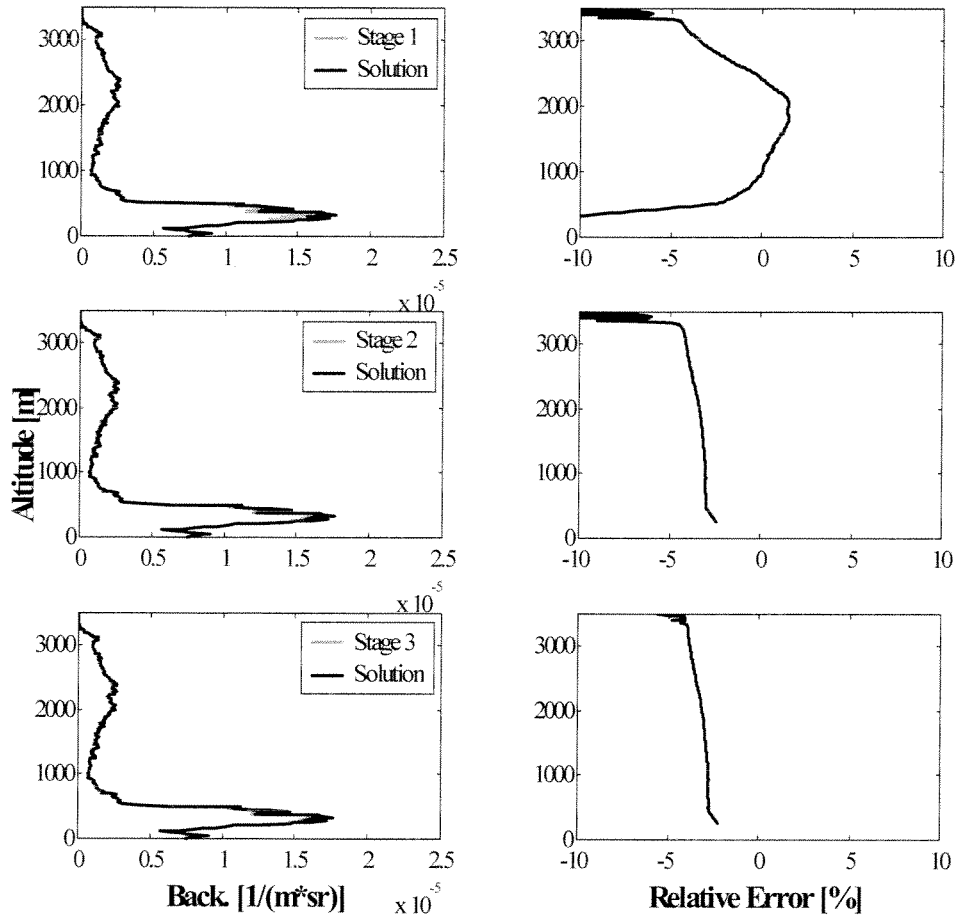 3000
2000
1000
0
Stage 1
Solution
0 0.5 1 1.5 2 2.5
x 10^-5
3000
2000
1000
0
-10 -5 0 5 10
Altitude [m]
3000
2000
1000
0
Stage 2
Solution
0 0.5 1 1.5 2 2.5
x 10^-5
3000
2000
1000
0
-10 -5 0 5 10
3000
2000
1000
0
Stage 3
Solution
0 0.5 1 1.5 2 2.5
Back. [1/(m*sr)] x 10^-5
3000
2000
1000
0
-10 -5 0 5 10
Relative Error [%]